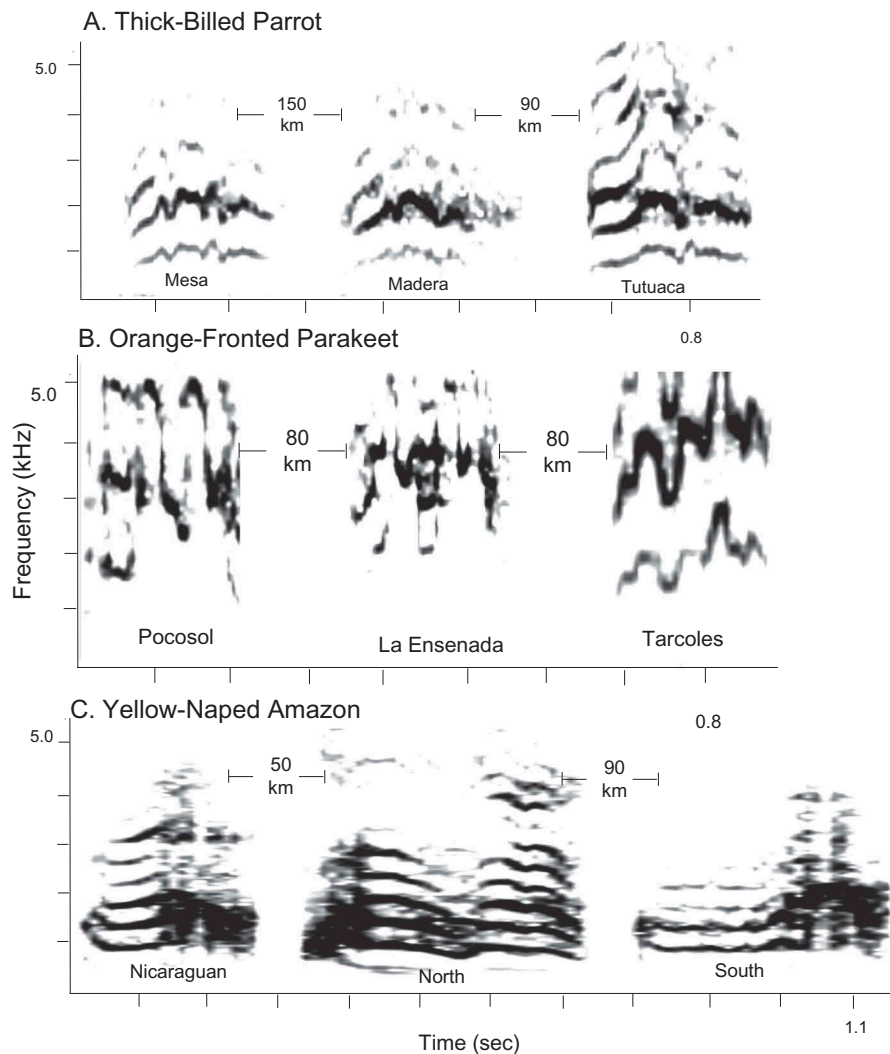 A. Thick-Billed Parrot
5.0
150
km
90
km
Mesa
Madera
Tutuaca
0.8
B. Orange-Fronted Parakeet
5.0
80
km
80
km
Pocosol
La Ensenada
Tarcoles
Frequency (kHz)
C. Yellow-Naped Amazon
0.8
5.0
50
km
90
km
Nicaraguan
North
South
1.1
Time (sec)